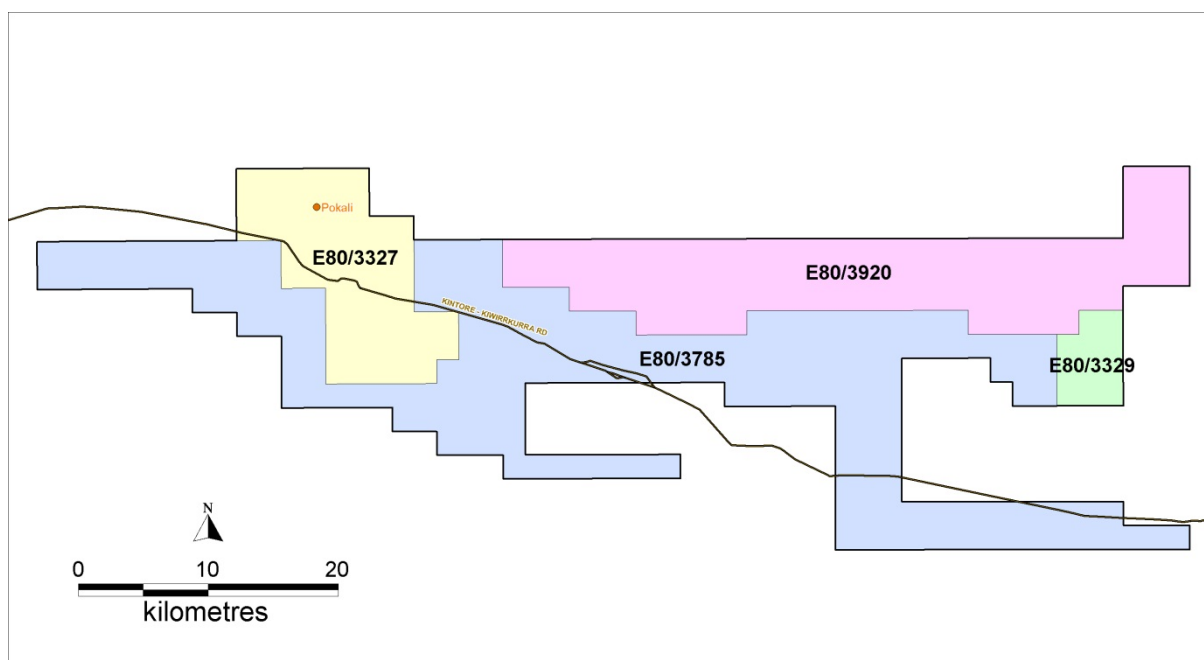 Pokali
E80/3327
E80/3920
KINTORE - KIWIRRKURRA RD
E80/3785
E80/3329
N
0 10 20
kilometres